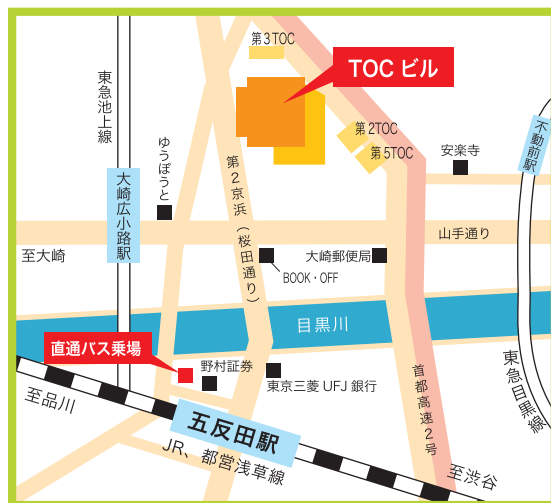 第3TOC
TOC ビル
東急池上線
ゆうぽうと
第2TOC
第5TOC
安楽寺
不動前駅
大崎広小路駅
第2京浜（桜田通り）
山手通り
至大崎
大崎郵便局
BOOK・OFF
目黒川
直通バス乗場
野村証券
東京三菱 UFJ 銀行
首都高速2号
東急目黒線
至品川
五反田駅
JR、都営浅草線
至渋谷